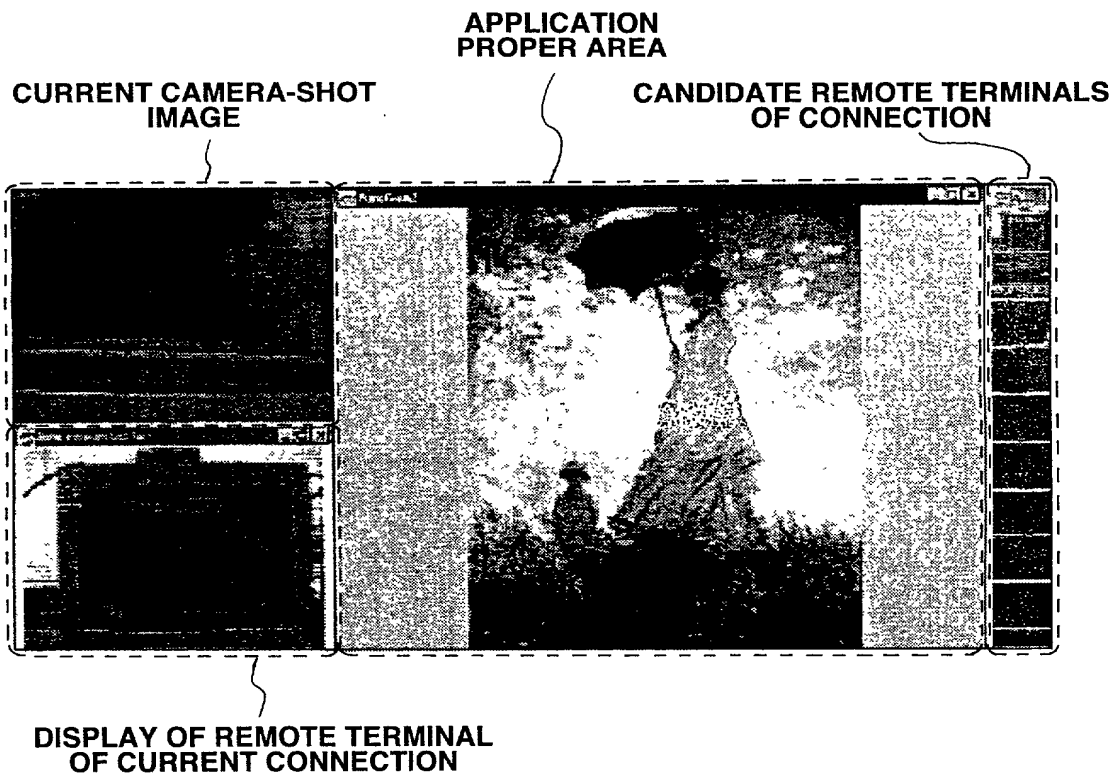 APPLICATION
PROPER AREA
CURRENT CAMERA-SHOT
IMAGE
CANDIDATE REMOTE TERMINALS
OF CONNECTION
DISPLAY OF REMOTE TERMINAL
OF CURRENT CONNECTION